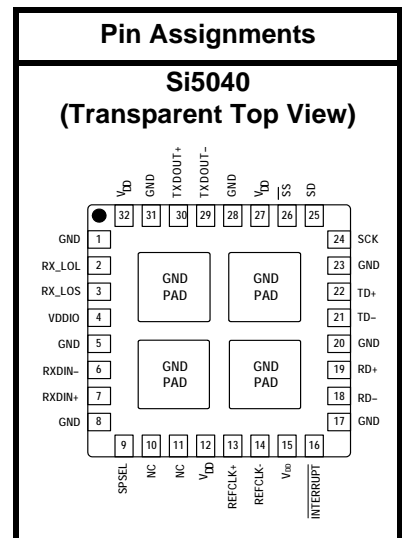 Pin Assignments
Si5040
(Transparent Top View)
VDD
GND
TXDOUT+
TXDOUT–
GND
VDD
SS
SD
32 31 30 29 28 27 26 25
GND 1
RX_LOL 2
RX_LOS 3
VDDIO 4
GND 5
RXDIN– 6
RXDIN+ 7
GND 8
GND
PAD
GND
PAD
GND
PAD
GND
PAD
24 SCK
23 GND
22 TD+
21 TD–
20 GND
19 RD+
18 RD–
17 GND
9 10 11 12 13 14 15 16
SPSEL
NC
NC
VDD
REFCLK+
REFCLK-
VDD
INTERRUPT